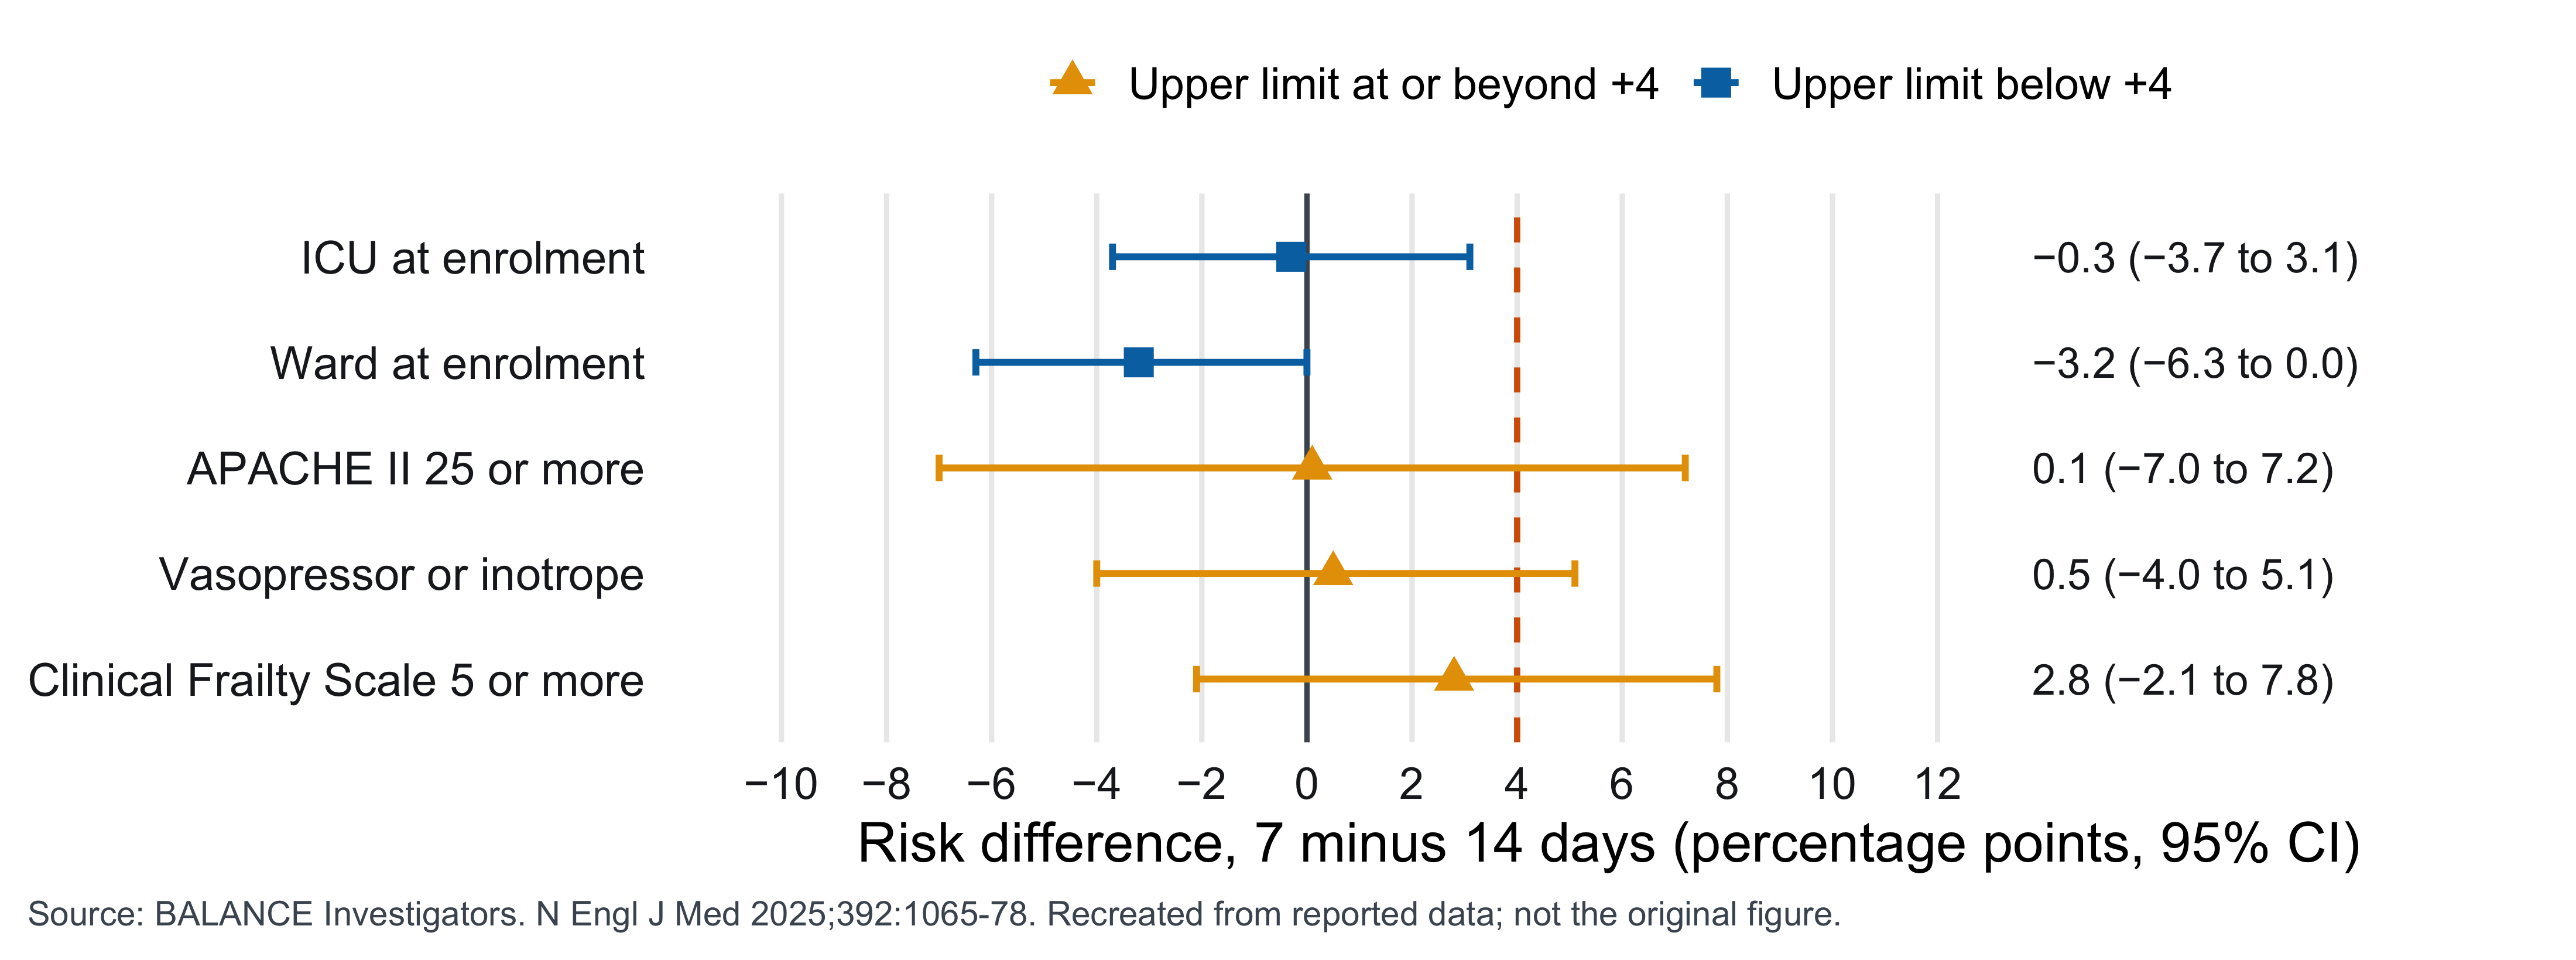 Upper limit at or beyond +4 Upper limit below +4
ICU at enrolment −0.3 (−3.7 to 3.1)
Ward at enrolment −3.2 (−6.3 to 0.0)
APACHE II 25 or more 0.1 (−7.0 to 7.2)
Vasopressor or inotrope 0.5 (−4.0 to 5.1)
Clinical Frailty Scale 5 or more 2.8 (−2.1 to 7.8)
−10 −8 −6 −4 −2 0 2 4 6 8 10 12
Risk difference, 7 minus 14 days (percentage points, 95% CI)
Source: BALANCE Investigators. N Engl J Med 2025;392:1065-78. Recreated from reported data; not the original figure.